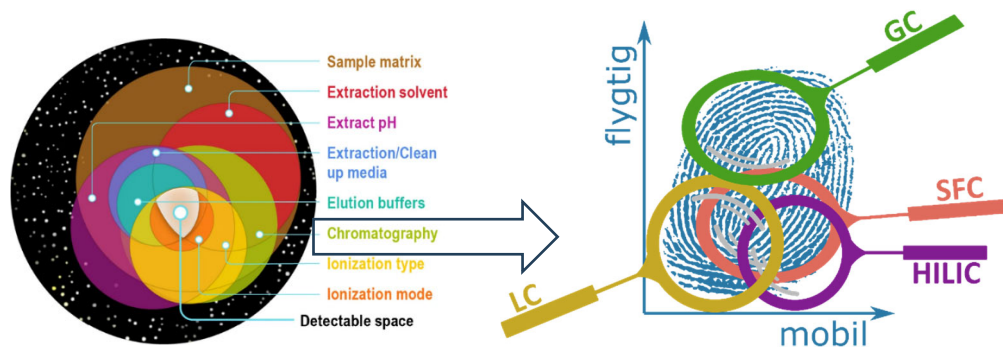 Sample matrix
Extraction solvent
Extract pH
Extraction/Clean
up media
Elution buffers
Chromatography
Ionization type
Ionization mode
Detectable space
GC
flygtig
SFC
HILIC
LC
mobil